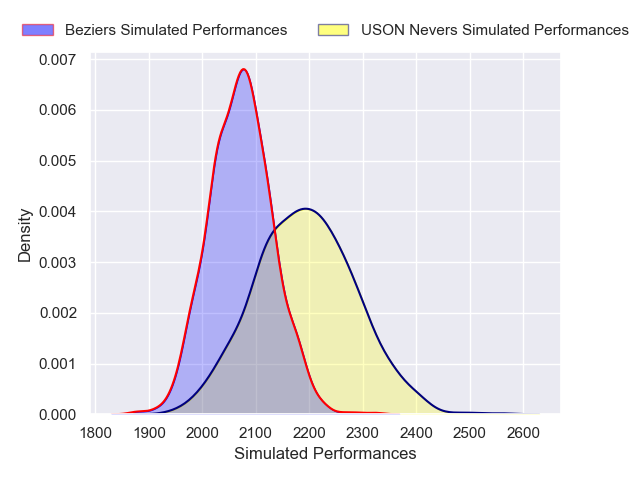 Beziers Simulated Performances
USON Nevers Simulated Performances
0.007
0.006
0.005
0.004
0.003
0.002
0.001
0.000
Density
1800 1900 2000 2100 2200 2300 2400 2500 2600
Simulated Performances